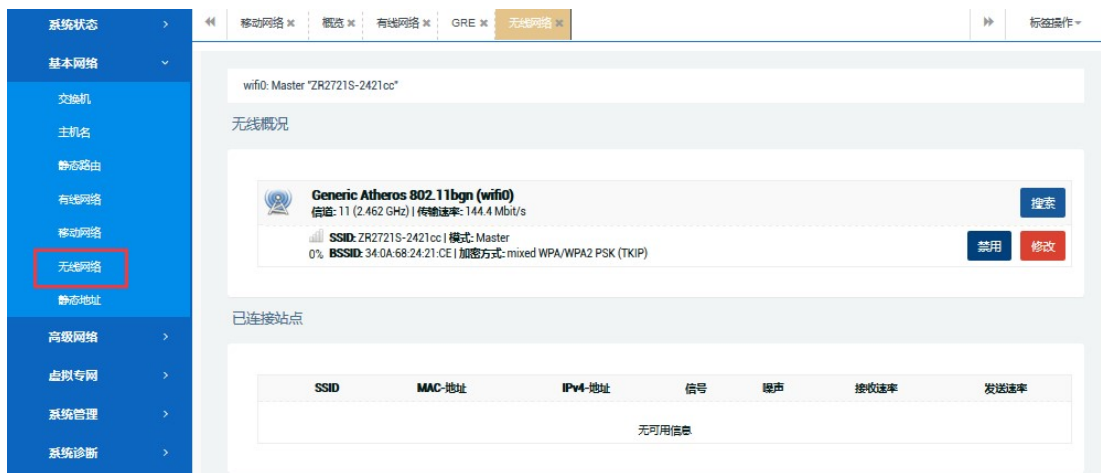 系统状态
移动网络 概览 有线网络 GRE 无线网络 标签操作
基本网络
交换机
主机名
静态路由
有线网络
移动网络
无线网络
静态地址
高级网络
虚拟专网
系统管理
系统诊断
wifi0: Master "ZR2721S-2421cc"
无线概况
Generic Atheros 802.11bgn (wifi0)
信道: 11 (2.462 GHz) | 传输速率: 144.4 Mbit/s
搜索
SSID: ZR2721S-2421cc | 模式: Master
0% BSSID: 34:0A:68:24:21:CE | 加密方式: mixed WPA/WPA2 PSK (TKIP)
禁用 修改
已连接站点
SSID MAC-地址 IPv4-地址 信号 噪声 接收速率 发送速率
无可用信息